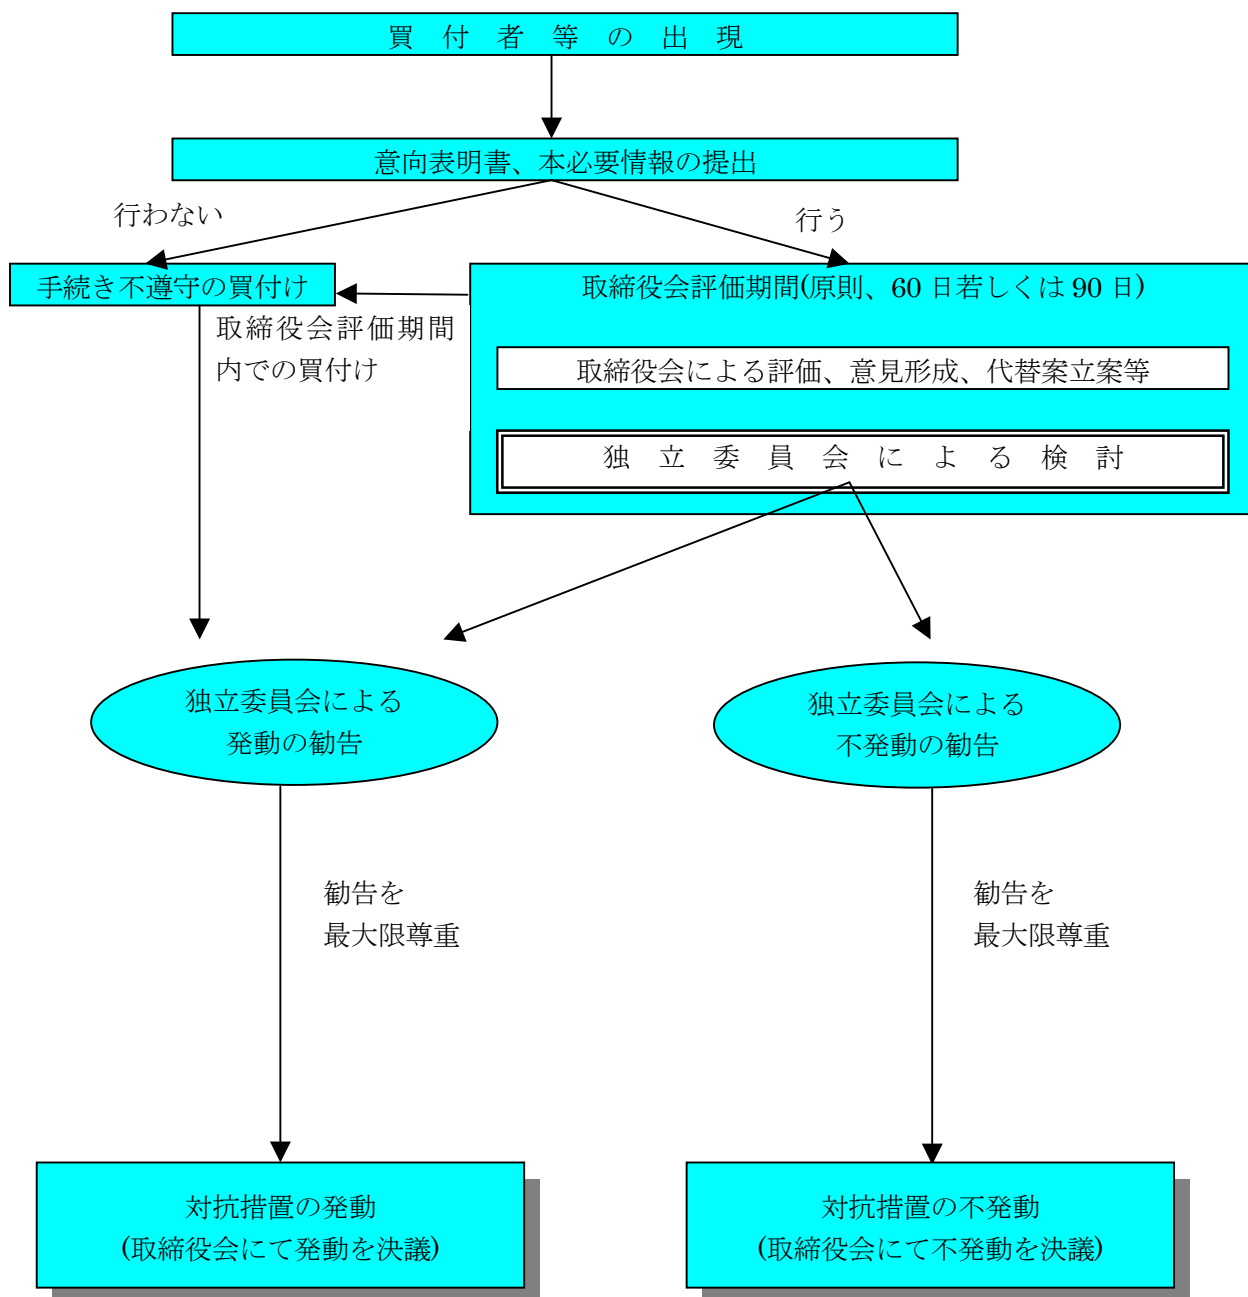 買付者等の出現
意向表明書、本必要情報の提出
行わない
行う
手続き不遵守の買付け
取締役会評価期間(原則、60日若しくは90日)
取締役会評価期間
内での買付け
取締役会による評価、意見形成、代替案立案等
独立委員会による検討
独立委員会による
発動の勧告
独立委員会による
不発動の勧告
勧告を
最大限尊重
勧告を
最大限尊重
対抗措置の発動
(取締役会にて発動を決議)
対抗措置の不発動
(取締役会にて不発動を決議)